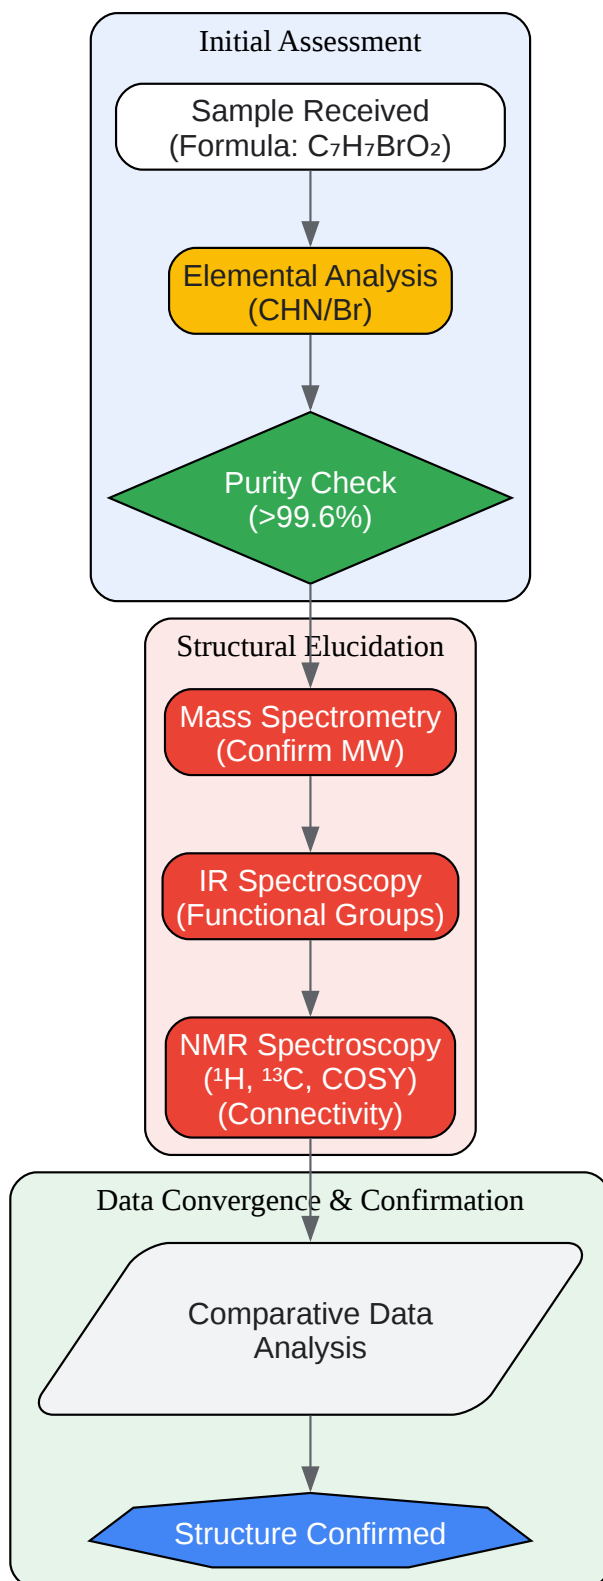 Initial Assessment
Sample Received
(Formula: C₇H₇BrO₂)
Elemental Analysis
(CHN/Br)
Purity Check
(>99.6%)
Structural Elucidation
Mass Spectrometry
(Confirm MW)
IR Spectroscopy
(Functional Groups)
NMR Spectroscopy
(¹H, ¹³C, COSY)
(Connectivity)
Data Convergence & Confirmation
Comparative Data
Analysis
Structure Confirmed